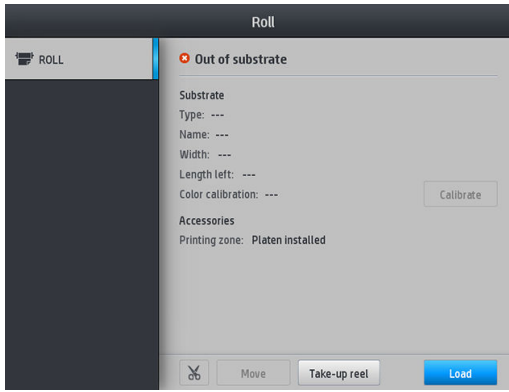 Roll
ROLL
Out of substrate
Substrate
Type: ---
Name: ---
Width: ---
Length left: ---
Color calibration: ---
Calibrate
Accessories
Printing zone: Platen installed
Move
Take-up reel
Load